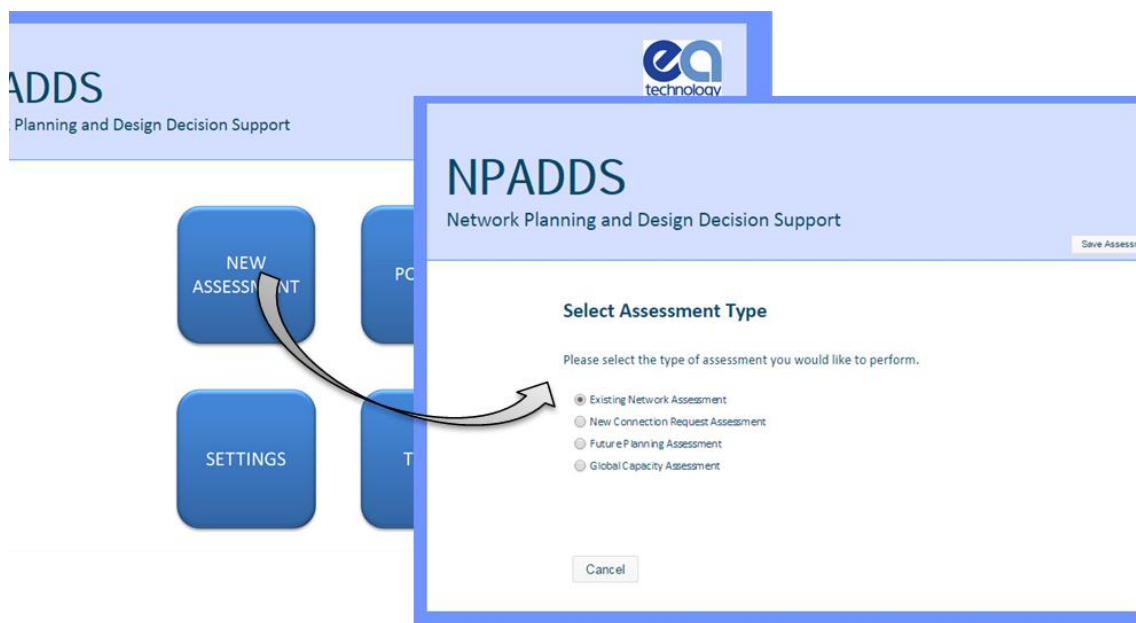 ADDS
Planning and Design Decision Support
ea
technology
NEW
ASSESSMENT
PO
SETTINGS
T
NPADDS
Network Planning and Design Decision Support
Save Assess
Select Assessment Type
Please select the type of assessment you would like to perform.
Existing Network Assessment
New Connection Request Assessment
Future Planning Assessment
Global Capacity Assessment
Cancel